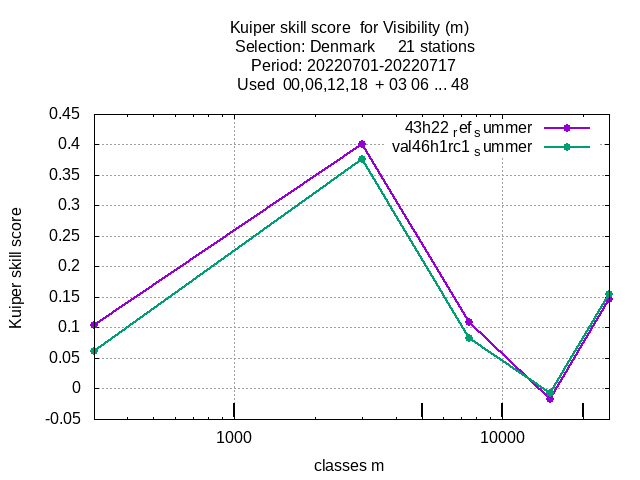 Kuiper skill score  for Visibility (m)
Selection: Denmark     21 stations
Period: 20220701-20220717
Used  00,06,12,18  + 03 06 ... 48
0.45
0.4
0.35
0.3
0.25
0.2
0.15
0.1
0.05
0
-0.05
Kuiper skill score
43h22 ref summer
val46h1rc1 summer
1000
10000
classes m